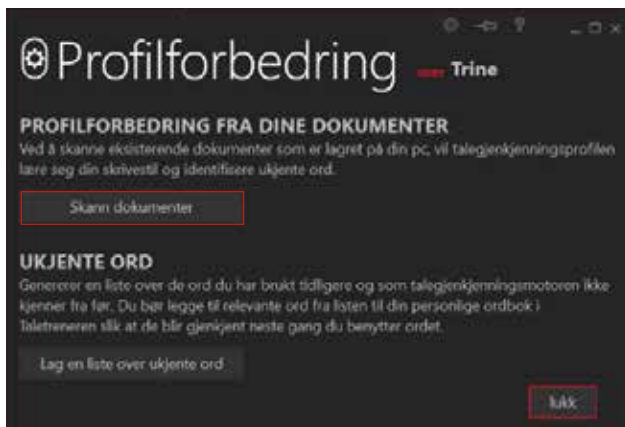 Profilforbedring Trine
PROFILFORBEDRING FRA DINE DOKUMENTER
Ved å skanne eksisterende dokumenter som er lagret på din pc, vil talegjenkjenningsprofilen
lære seg din skrivestil og identifisere ukjente ord.
Skann dokumenter
UKJENTE ORD
Genererer en liste over de ord du har brukt tidligere og som talegjenkjenningsmotoren ikke
kjenner fra før. Du bør legge til relevante ord fra listen til din personlige ordbok i
Taletreneren slik at de blir gjenkjent neste gang du benytter ordet.
Lag en liste over ukjente ord
lukk